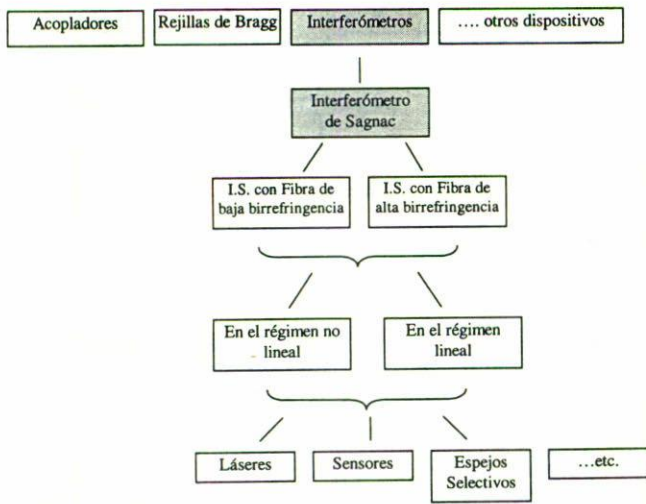 Acopladores
Rejillas de Bragg
Interferómetros
.... otros dispositivos
Interferómetro
de Sagnac
I.S. con Fibra de
baja birrefringencia
I.S. con Fibra de
alta birrefringencia
En el régimen no
lineal
En el régimen
lineal
Láseres
Sensores
Espejos
Selectivos
...etc.